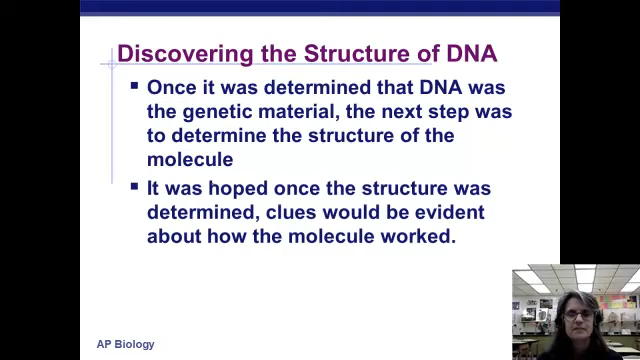 Discovering the Structure of DNA
Once it was determined that DNA was
the genetic material, the next step was
to determine the structure of the
molecule
It was hoped once the structure was
determined, clues would be evident
about how the molecule worked.
AP Biology